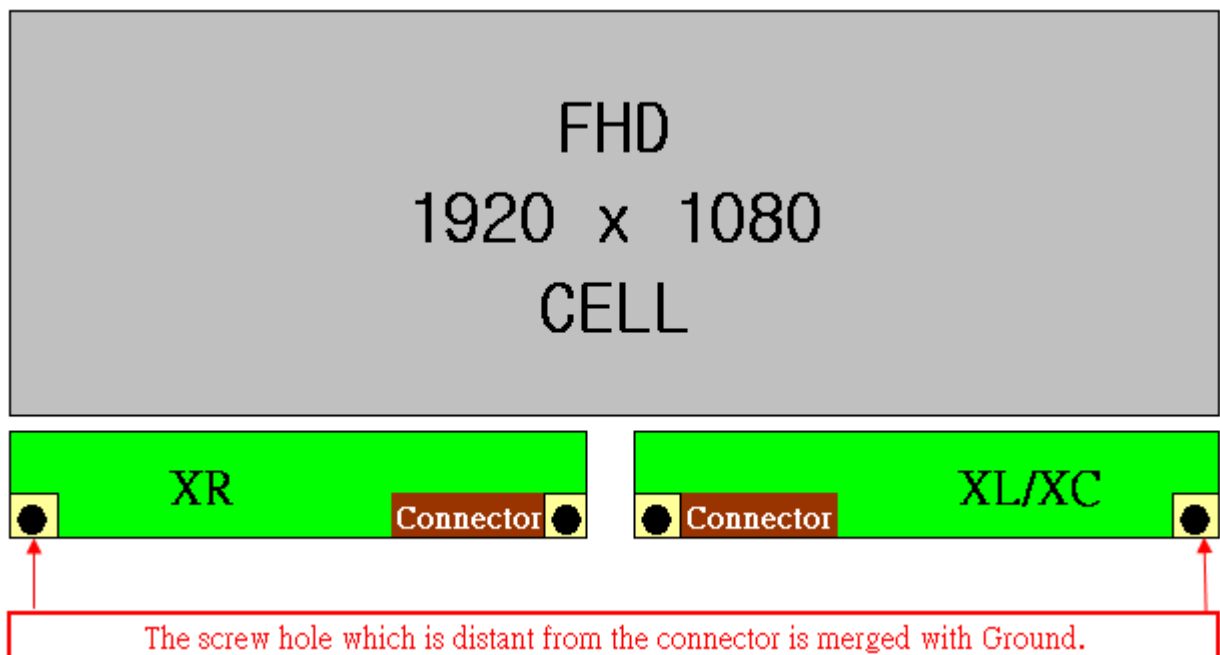 FHD
1920 x 1080
CELL
XR
XL/XC
Connector
Connector
The screw hole which is distant from the connector is merged with Ground.